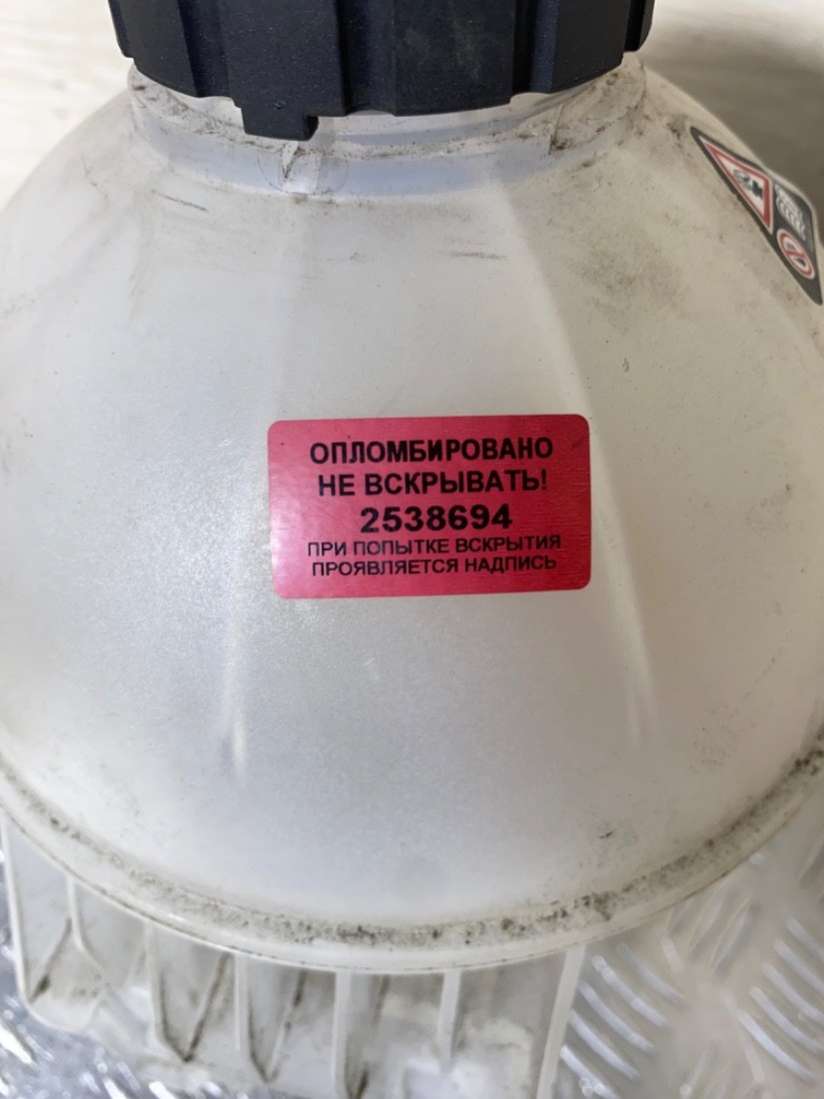 ОПЛОМБИРОВАНО
НЕ ВСКРЫВАТЬ!
2538694
ПРИ ПОПЫТКЕ ВСКРЫТИЯ
ПРОЯВЛЯЕТСЯ НАДПИСЬ